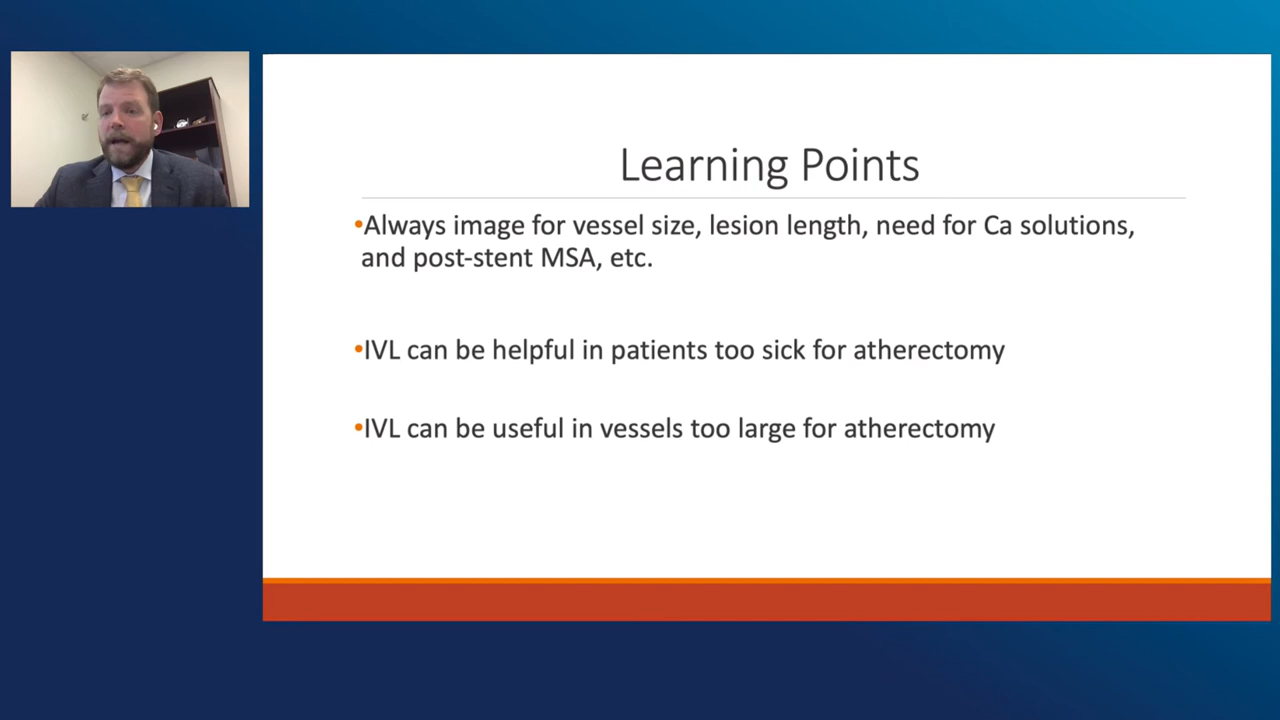 Learning Points
•Always image for vessel size, lesion length, need for Ca solutions,
and post-stent MSA, etc.
•IVL can be helpful in patients too sick for atherectomy
•IVL can be useful in vessels too large for atherectomy